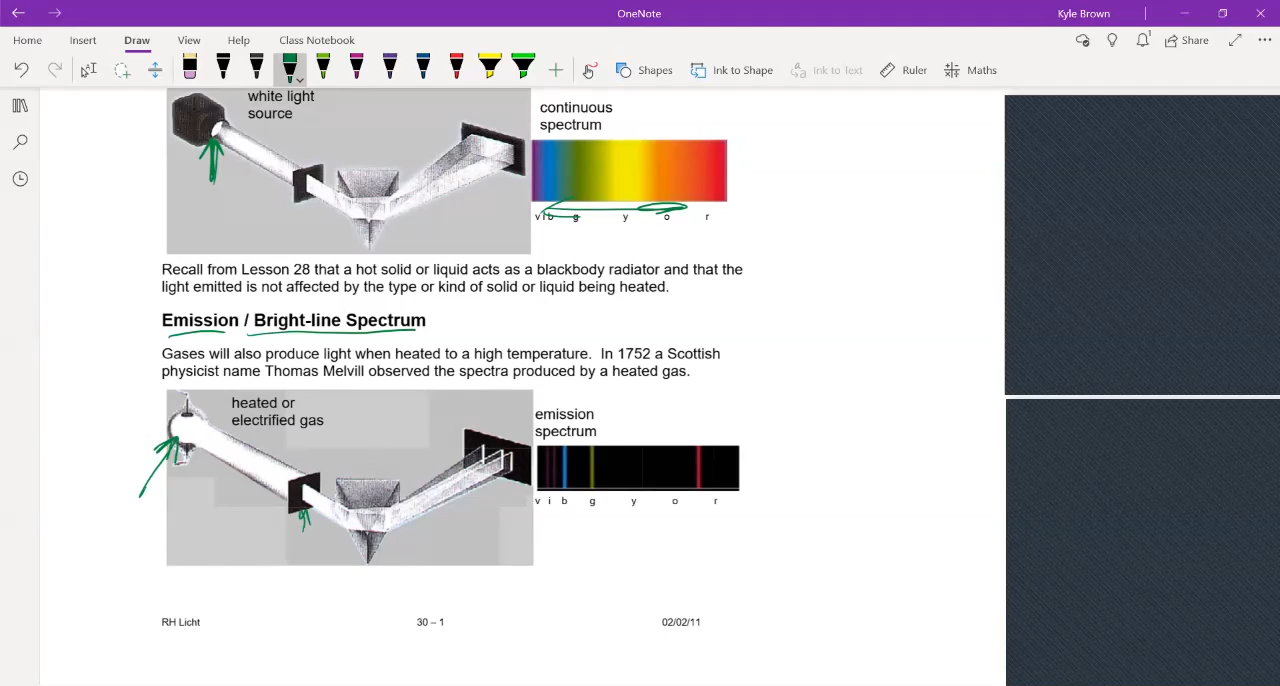 OneNote
Kyle Brown
Home Insert Draw View Help Class Notebook
Share
Shapes Ink to Shape Ink to Text Ruler Maths
white light
source
continuous
spectrum
v i b g y o r
Recall from Lesson 28 that a hot solid or liquid acts as a blackbody radiator and that the
light emitted is not affected by the type or kind of solid or liquid being heated.
Emission / Bright-line Spectrum
Gases will also produce light when heated to a high temperature. In 1752 a Scottish
physicist name Thomas Melvill observed the spectra produced by a heated gas.
heated or
electrified gas
emission
spectrum
v i b g y o r
RH Licht 30 – 1 02/02/11